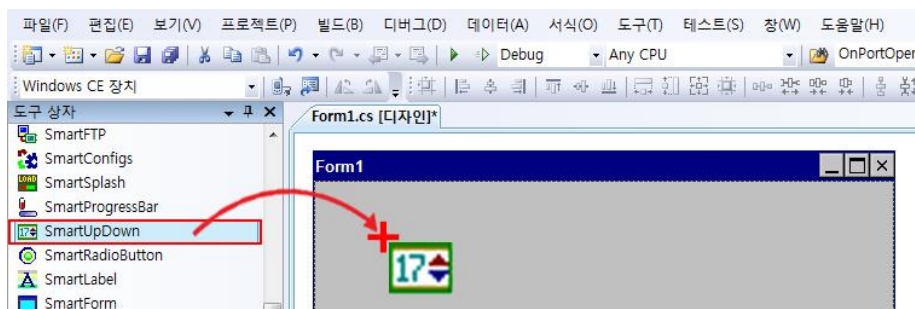 파일(F) 편집(E) 보기(V) 프로젝트(P) 빌드(B) 디버그(D) 데이터(A) 서식(O) 도구(T) 테스트(S) 창(W) 도움말(H)
Debug Any CPU OnPortOper
Windows CE 장치
도구 상자
Form1.cs [디자인]*
SmartFTP
SmartConfigs
LOAD SmartSplash
SmartProgressBar
17 SmartUpDown
SmartRadioButton
A SmartLabel
SmartForm
Form1
17